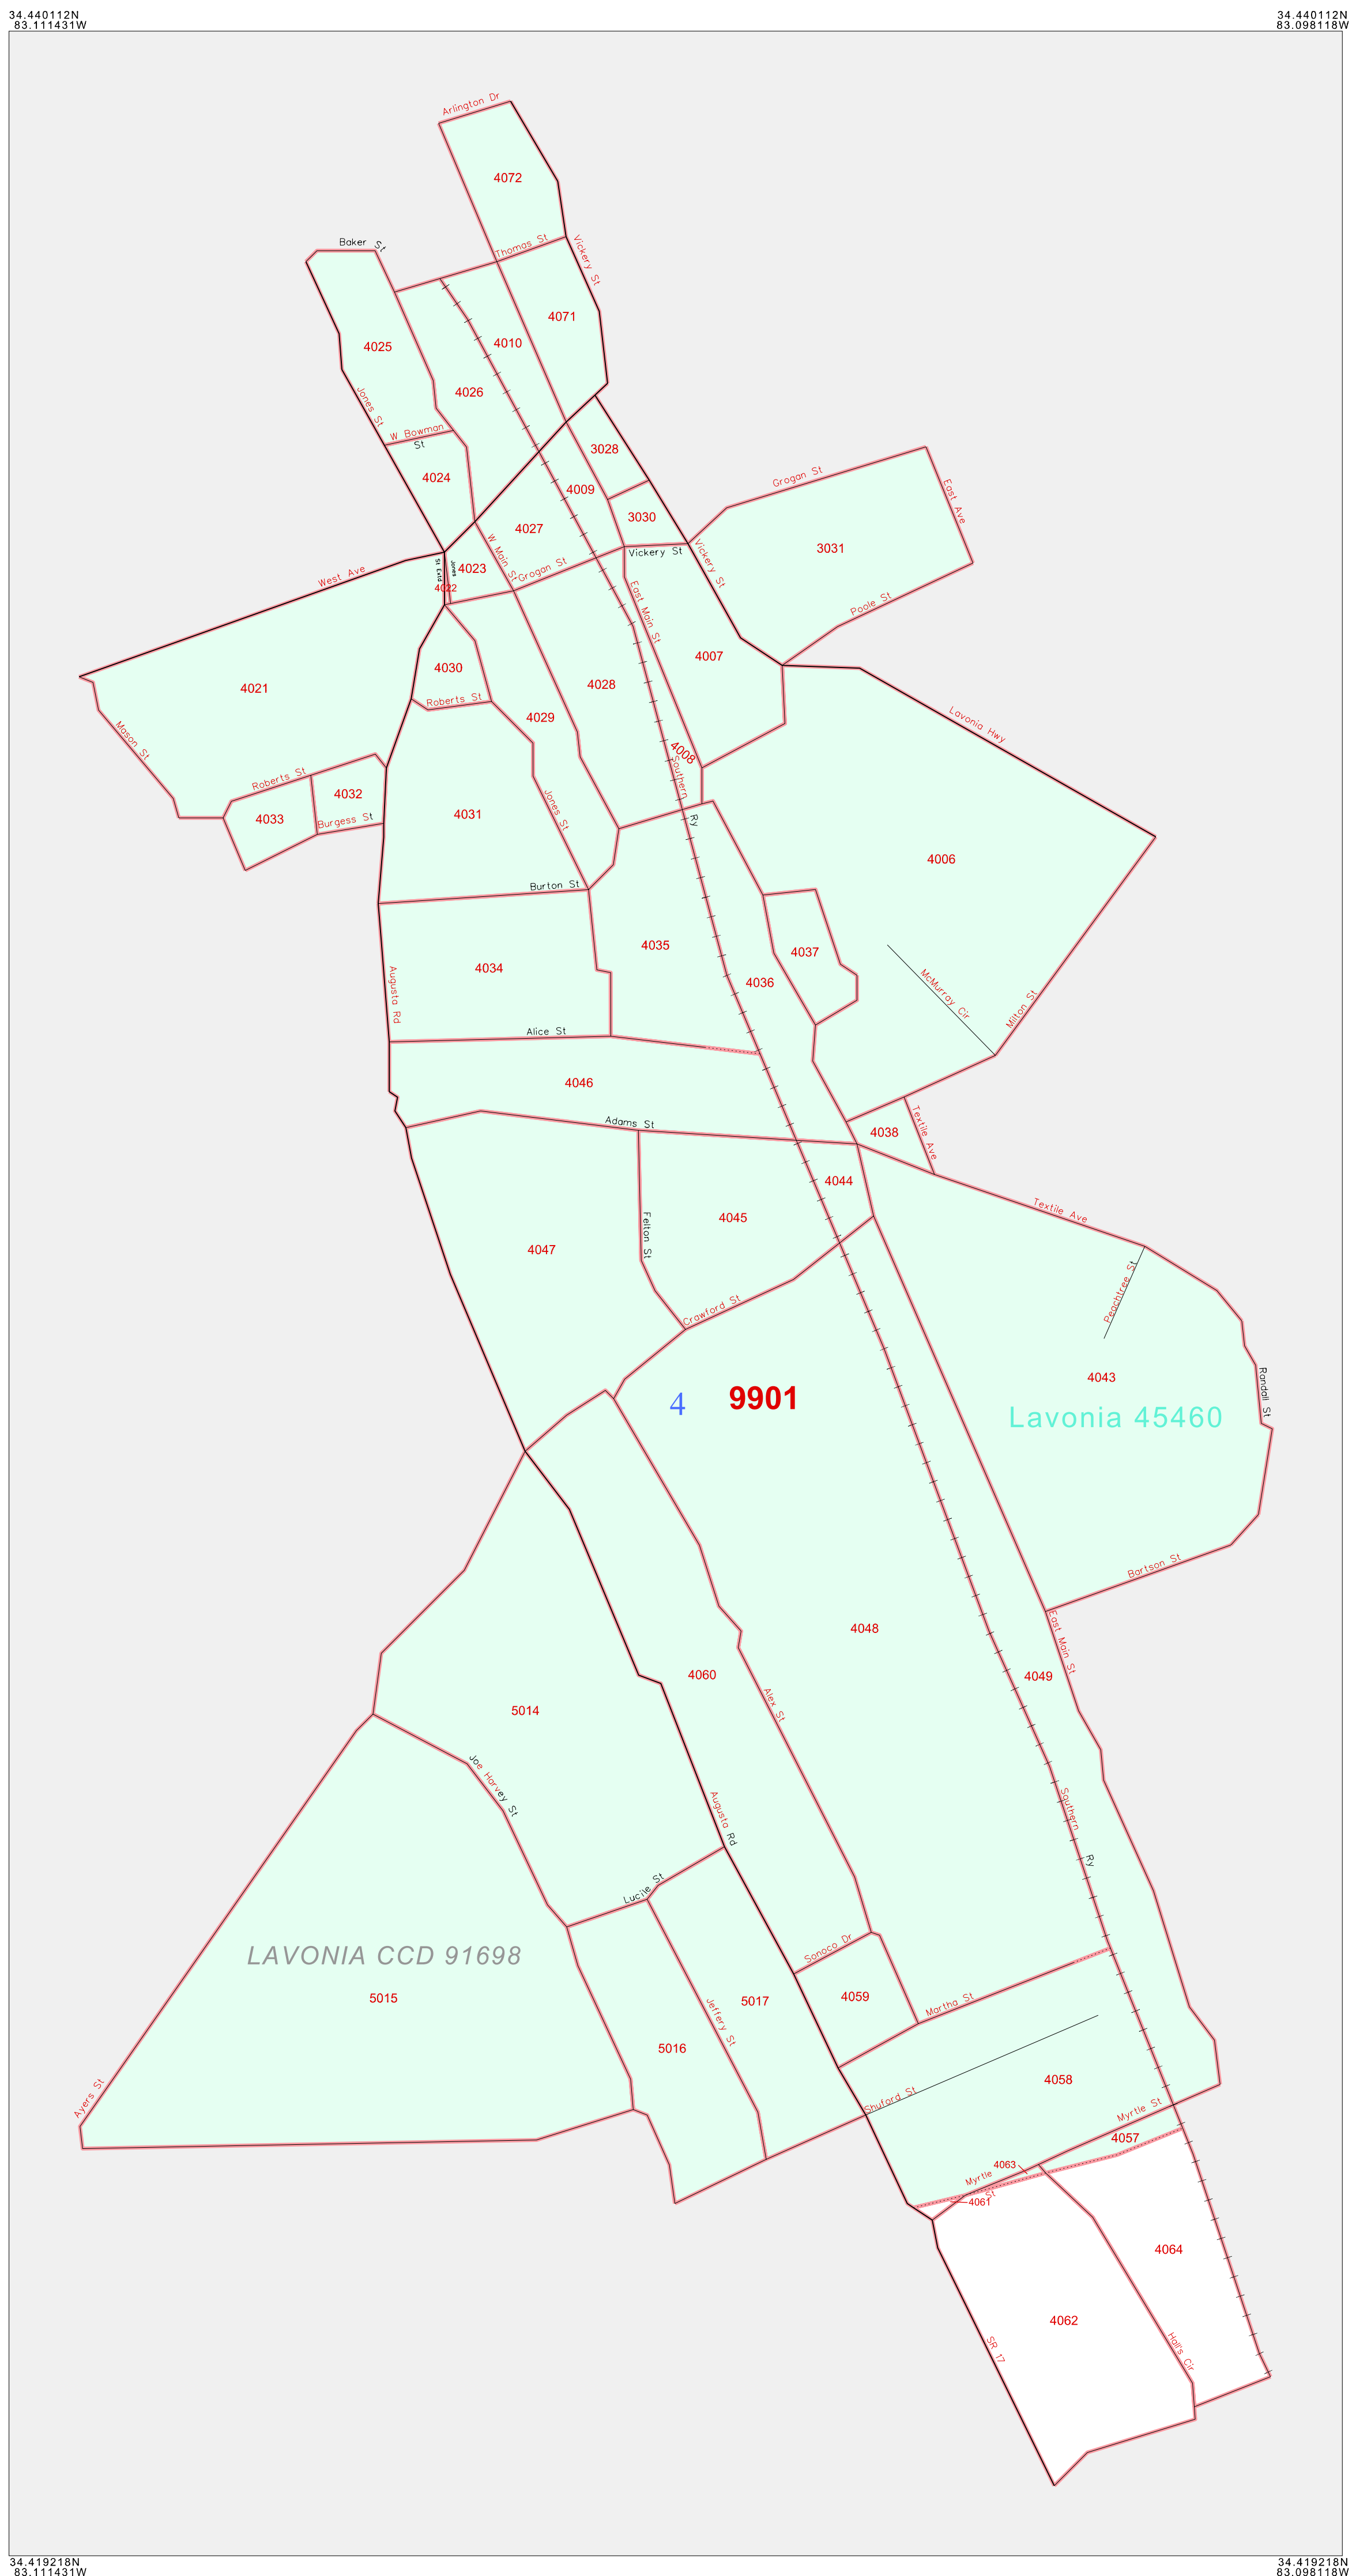 34.440112N
83.111431W
34.440112N
83.098118W
Arlington Dr
4072
Thomas St
Vickery St
Baker St
4071
4010
4025
4026
Jones St
W Bowman
St
3028
4024
4009
Grogan St
East Ave
3030
4027
Vickery St
3031
W Main St
Vickery St
Jones
St Extd
4023
Grogan St
West Ave
4022
East Main St
Poole St
4007
4030
4021
4028
Roberts St
4029
Lavonia Hwy
Mason St
4008
Roberts St
4032
Southern
Ry
Burgess St
4033
4031
Jones St
4006
Burton St
4035
4037
4034
4036
McMurray Cir
Milton St
Augusta Rd
Alice St
4046
Adams St
4038
Textile Ave
4044
4045
Felton St
Textile Ave
4047
Peachtree St
Crawford St
4043
Randall St
4
9901
Lavonia 45460
Bartson St
4048
East Main St
4060
4049
Alex St
5014
Joe Harvey St
Augusta Rd
Southern
Ry
Lucile St
Sonoco Dr
LAVONIA CCD 91698
5015
5017
4059
Martha St
Jeffery St
5016
Ayers St
4058
Shuford St
Myrtle St
4057
4063
Myrtle
St
4061
4064
4062
SR 17
Hall's Cir
34.419218N
83.111431W
34.419218N
83.098118W